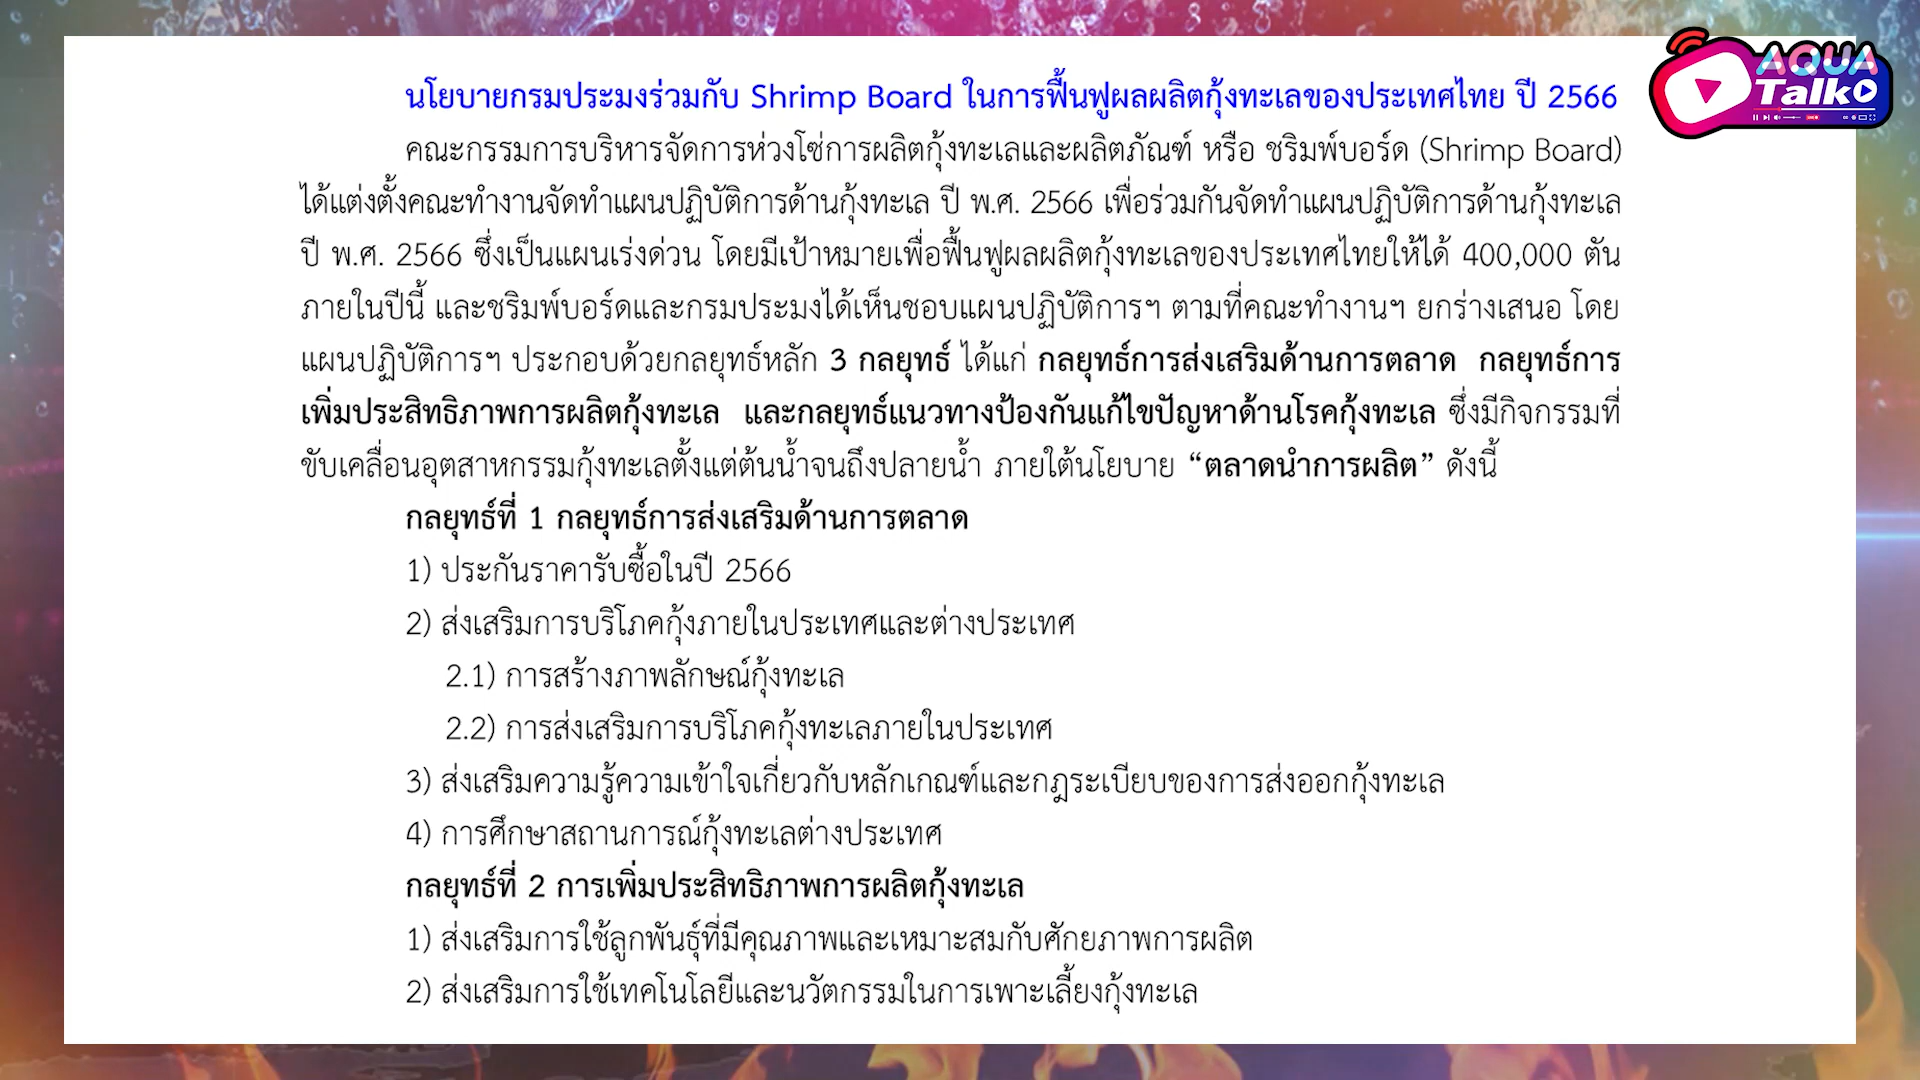 AQUA
Talk
นโยบายกรมประมงร่วมกับ Shrimp Board ในการฟื้นฟูผลผลิตกุ้งทะเลของประเทศไทย ปี 2566
คณะกรรมการบริหารจัดการห่วงโซ่การผลิตกุ้งทะเลและผลิตภัณฑ์ หรือ ชริมพ์บอร์ด (Shrimp Board)
ได้แต่งตั้งคณะทำงานจัดทำแผนปฏิบัติการด้านกุ้งทะเล ปี พ.ศ. 2566 เพื่อร่วมกันจัดทำแผนปฏิบัติการด้านกุ้งทะเล
ปี พ.ศ. 2566 ซึ่งเป็นแผนเร่งด่วน โดยมีเป้าหมายเพื่อฟื้นฟูผลผลิตกุ้งทะเลของประเทศไทยให้ได้ 400,000 ตัน
ภายในปีนี้ และชริมพ์บอร์ดและกรมประมงได้เห็นชอบแผนปฏิบัติการฯ ตามที่คณะทำงานฯ ยกร่างเสนอ โดย
แผนปฏิบัติการฯ ประกอบด้วยกลยุทธ์หลัก 3 กลยุทธ์ ได้แก่ กลยุทธ์การส่งเสริมด้านการตลาด กลยุทธ์การ
เพิ่มประสิทธิภาพการผลิตกุ้งทะเล และกลยุทธ์แนวทางป้องกันแก้ไขปัญหาด้านโรคกุ้งทะเล ซึ่งมีกิจกรรมที่
ขับเคลื่อนอุตสาหกรรมกุ้งทะเลตั้งแต่ต้นน้ำจนถึงปลายน้ำ ภายใต้นโยบาย “ตลาดนำการผลิต” ดังนี้
กลยุทธ์ที่ 1 กลยุทธ์การส่งเสริมด้านการตลาด
1) ประกันราคารับซื้อในปี 2566
2) ส่งเสริมการบริโภคกุ้งภายในประเทศและต่างประเทศ
2.1) การสร้างภาพลักษณ์กุ้งทะเล
2.2) การส่งเสริมการบริโภคกุ้งทะเลภายในประเทศ
3) ส่งเสริมความรู้ความเข้าใจเกี่ยวกับหลักเกณฑ์และกฎระเบียบของการส่งออกกุ้งทะเล
4) การศึกษาสถานการณ์กุ้งทะเลต่างประเทศ
กลยุทธ์ที่ 2 การเพิ่มประสิทธิภาพการผลิตกุ้งทะเล
1) ส่งเสริมการใช้ลูกพันธุ์ที่มีคุณภาพและเหมาะสมกับศักยภาพการผลิต
2) ส่งเสริมการใช้เทคโนโลยีและนวัตกรรมในการเพาะเลี้ยงกุ้งทะเล